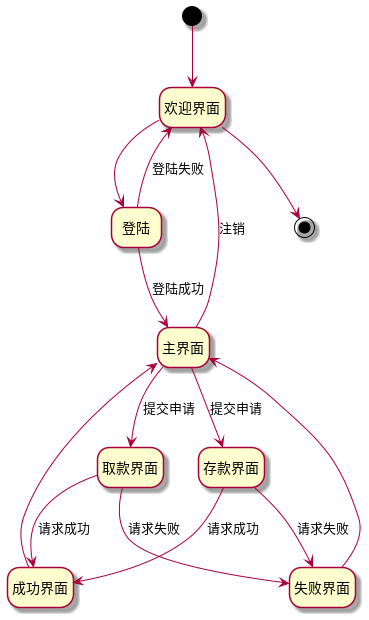 欢迎界面
登陆失败
登陆
注销
登陆成功
主界面
提交申请
提交申请
取款界面
存款界面
请求成功
请求失败
请求成功
请求失败
成功界面
失败界面